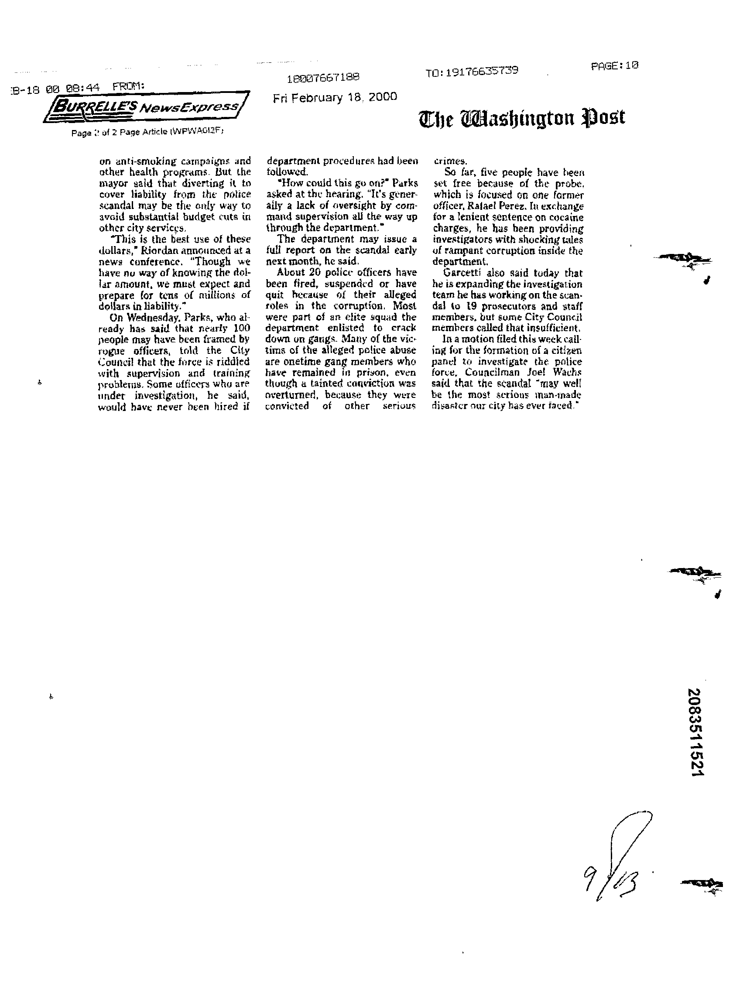 18007667188
TO:19176635739
PAGE:10
B-18 00 08:44 FROM:
BURRELLE'S NewsExpress
Fri February 18, 2000
The Washington Post
Page 2 of 2 Page Article (WPWA012F)
on anti-smoking campaigns and
other health programs. But the
mayor said that diverting it to
cover liability from the police
scandal may be the only way to
avoid substantial budget cuts in
other city services.
"This is the best use of these
dollars," Riordan announced at a
news conference. "Though we
have no way of knowing the dol-
lar amount, we must expect and
prepare for tens of millions of
dollars in liability."
On Wednesday, Parks, who al-
ready has said that nearly 100
people may have been framed by
rogue officers, told the City
Council that the force is riddled
with supervision and training
problems. Some officers who are
under investigation, he said,
would have never been hired if
department procedures had been
followed.
"How could this go on?" Parks
asked at the hearing. "It's gener-
ally a lack of oversight by com-
mand supervision all the way up
through the department."
The department may issue a
full report on the scandal early
next month, he said.
About 20 police officers have
been fired, suspended or have
quit because of their alleged
roles in the corruption. Most
were part of an elite squad the
department enlisted to crack
down on gangs. Many of the vic-
tims of the alleged police abuse
are onetime gang members who
have remained in prison, even
though a tainted conviction was
overturned, because they were
convicted of other serious
crimes.
So far, five people have been
set free because of the probe,
which is focused on one former
officer, Rafael Perez. In exchange
for a lenient sentence on cocaine
charges, he has been providing
investigators with shocking tales
of rampant corruption inside the
department.
Garcetti also said today that
he is expanding the investigation
team he has working on the scan-
dal to 19 prosecutors and staff
members, but some City Council
members called that insufficient.
In a motion filed this week call-
ing for the formation of a citizen
panel to investigate the police
force, Councilman Joel Wachs
said that the scandal "may well
be the most serious man-made
disaster our city has ever faced."
2083511521
9/13